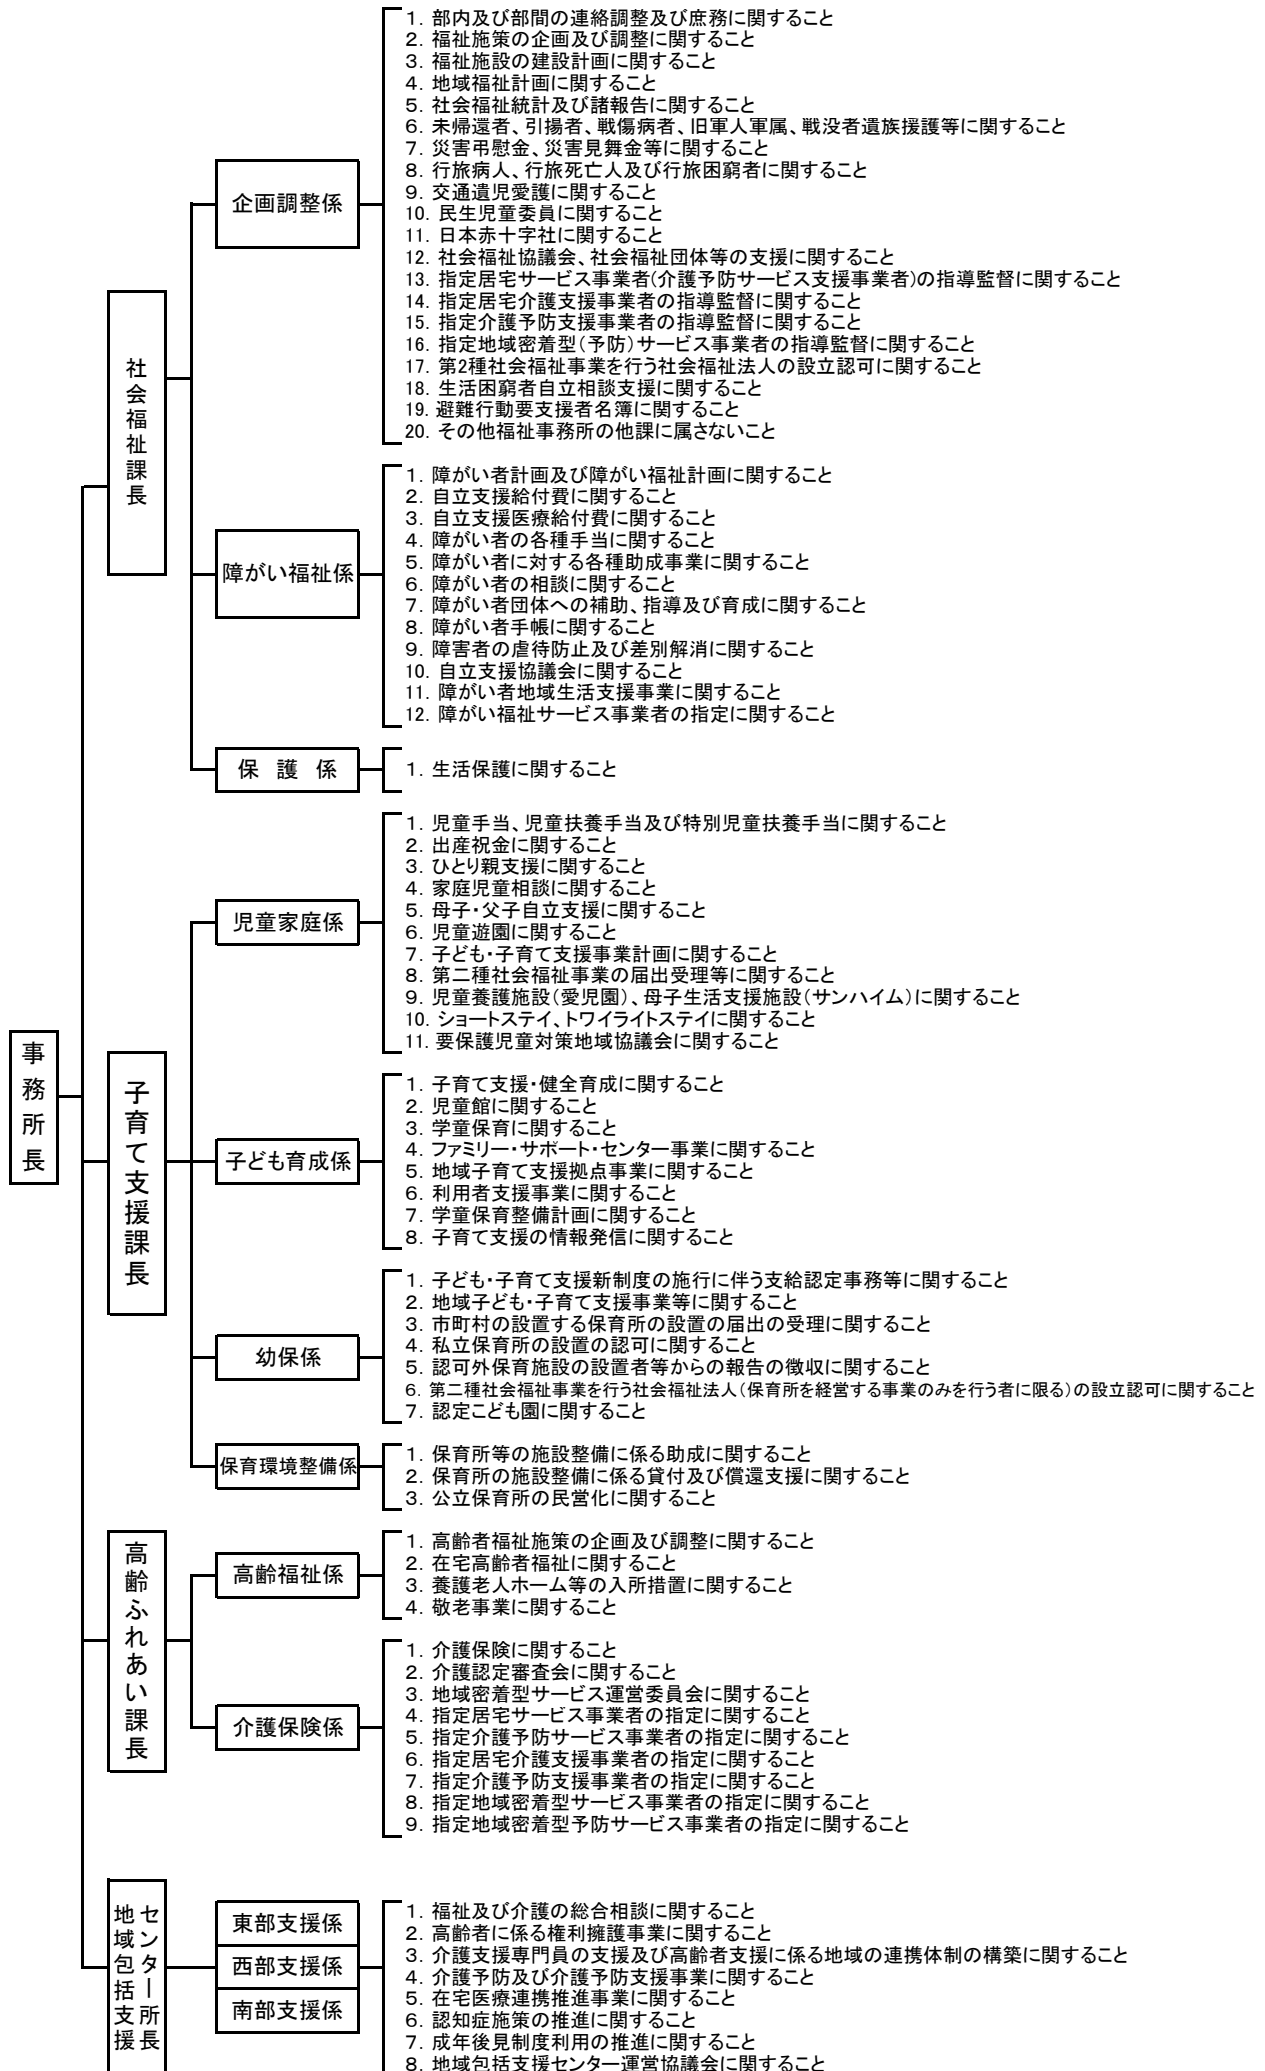 事務所長
社会福祉課長
企画調整係
1. 部内及び部間の連絡調整及び庶務に関すること
2. 福祉施策の企画及び調整に関すること
3. 福祉施設の建設計画に関すること
4. 地域福祉計画に関すること
5. 社会福祉統計及び諸報告に関すること
6. 未帰還者、引揚者、戦傷病者、旧軍人軍属、戦没者遺族援護等に関すること
7. 災害弔慰金、災害見舞金等に関すること
8. 行旅病人、行旅死亡人及び行旅困窮者に関すること
9. 交通遺児愛護に関すること
10. 民生児童委員に関すること
11. 日本赤十字社に関すること
12. 社会福祉協議会、社会福祉団体等の支援に関すること
13. 指定居宅サービス事業者(介護予防サービス支援事業者)の指導監督に関すること
14. 指定居宅介護支援事業者の指導監督に関すること
15. 指定介護予防支援事業者の指導監督に関すること
16. 指定地域密着型(予防)サービス事業者の指導監督に関すること
17. 第2種社会福祉事業を行う社会福祉法人の設立認可に関すること
18. 生活困窮者自立相談支援に関すること
19. 避難行動要支援者名簿に関すること
20. その他福祉事務所の他課に属さないこと
障がい福祉係
1. 障がい者計画及び障がい福祉計画に関すること
2. 自立支援給付費に関すること
3. 自立支援医療給付費に関すること
4. 障がい者の各種手当に関すること
5. 障がい者に対する各種助成事業に関すること
6. 障がい者の相談に関すること
7. 障がい者団体への補助、指導及び育成に関すること
8. 障がい者手帳に関すること
9. 障害者の虐待防止及び差別解消に関すること
10. 自立支援協議会に関すること
11. 障がい者地域生活支援事業に関すること
12. 障がい福祉サービス事業者の指定に関すること
保 護 係
1. 生活保護に関すること
子育て支援課長
児童家庭係
1. 児童手当、児童扶養手当及び特別児童扶養手当に関すること
2. 出産祝金に関すること
3. ひとり親支援に関すること
4. 家庭児童相談に関すること
5. 母子・父子自立支援に関すること
6. 児童遊園に関すること
7. 子ども・子育て支援事業計画に関すること
8. 第二種社会福祉事業の届出受理等に関すること
9. 児童養護施設(愛児園)、母子生活支援施設(サンハイム)に関すること
10. ショートステイ、トワイライトステイに関すること
11. 要保護児童対策地域協議会に関すること
子ども育成係
1. 子育て支援・健全育成に関すること
2. 児童館に関すること
3. 学童保育に関すること
4. ファミリー・サポート・センター事業に関すること
5. 地域子育て支援拠点事業に関すること
6. 利用者支援事業に関すること
7. 学童保育整備計画に関すること
8. 子育て支援の情報発信に関すること
幼保係
1. 子ども・子育て支援新制度の施行に伴う支給認定事務等に関すること
2. 地域子ども・子育て支援事業等に関すること
3. 市町村の設置する保育所の設置の届出の受理に関すること
4. 私立保育所の設置の認可に関すること
5. 認可外保育施設の設置者等からの報告の徴収に関すること
6. 第二種社会福祉事業を行う社会福祉法人(保育所を経営する事業のみを行う者に限る)の設立認可に関すること
7. 認定こども園に関すること
保育環境整備係
1. 保育所等の施設整備に係る助成に関すること
2. 保育所の施設整備に係る貸付及び償還支援に関すること
3. 公立保育所の民営化に関すること
高齢ふれあい課長
高齢福祉係
1. 高齢者福祉施策の企画及び調整に関すること
2. 在宅高齢者福祉に関すること
3. 養護老人ホーム等の入所措置に関すること
4. 敬老事業に関すること
介護保険係
1. 介護保険に関すること
2. 介護認定審査会に関すること
3. 地域密着型サービス運営委員会に関すること
4. 指定居宅サービス事業者の指定に関すること
5. 指定介護予防サービス事業者の指定に関すること
6. 指定居宅介護支援事業者の指定に関すること
7. 指定介護予防支援事業者の指定に関すること
8. 指定地域密着型サービス事業者の指定に関すること
9. 指定地域密着型予防サービス事業者の指定に関すること
地域包括支援
センター所長
東部支援係
西部支援係
南部支援係
1. 福祉及び介護の総合相談に関すること
2. 高齢者に係る権利擁護事業に関すること
3. 介護支援専門員の支援及び高齢者支援に係る地域の連携体制の構築に関すること
4. 介護予防及び介護予防支援事業に関すること
5. 在宅医療連携推進事業に関すること
6. 認知症施策の推進に関すること
7. 成年後見制度利用の推進に関すること
8. 地域包括支援センター運営協議会に関すること